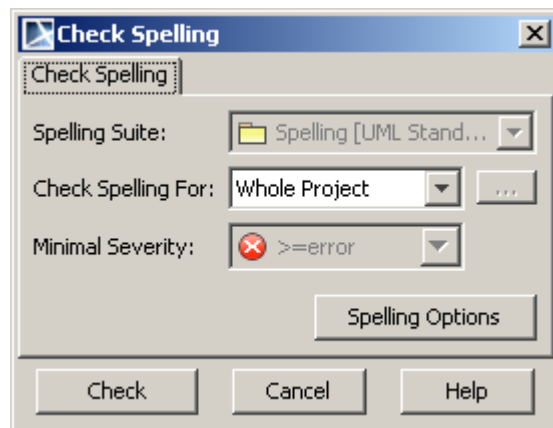 Check Spelling
Check Spelling
Spelling Suite: Spelling [UML Stand...
Check Spelling For: Whole Project ...
Minimal Severity: >=error
Spelling Options
Check Cancel Help